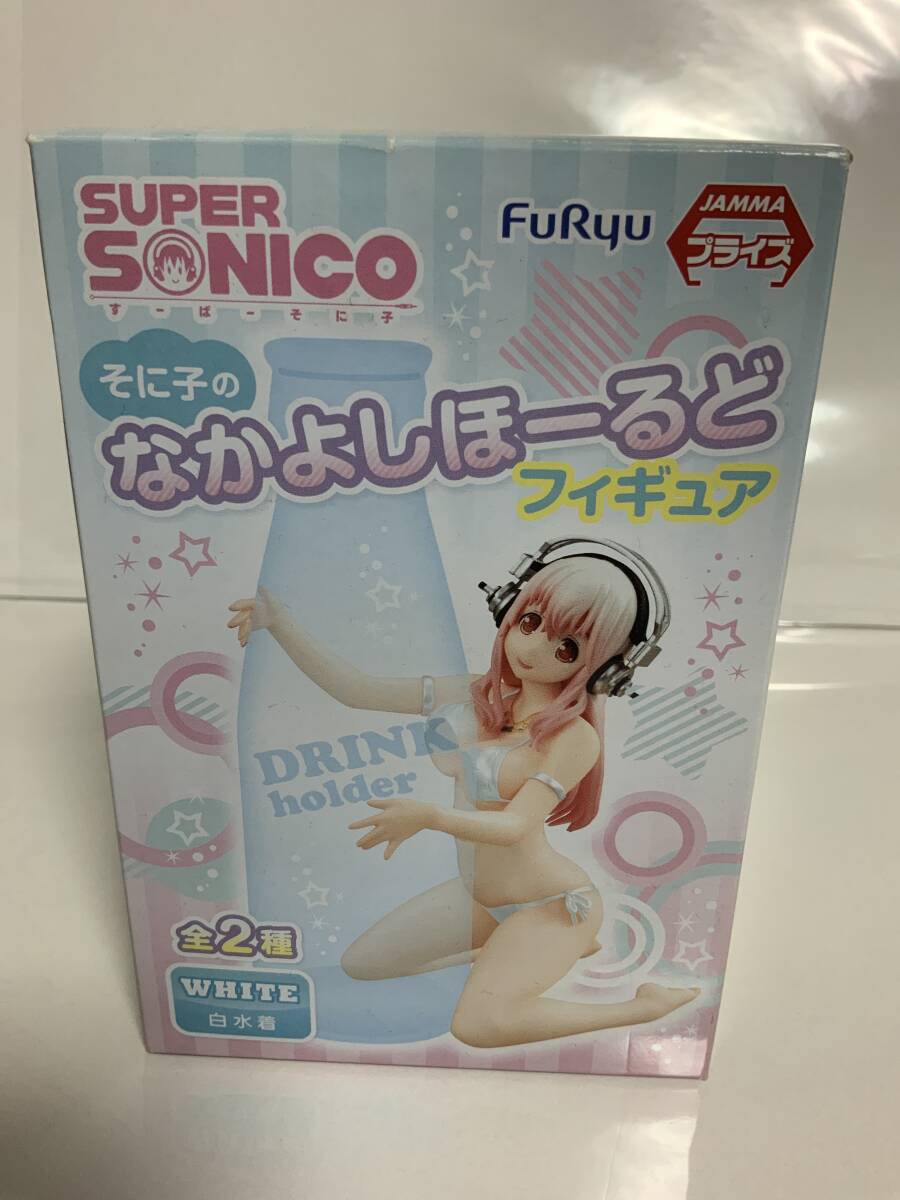 SUPER
SONICO
すーぱーそに子
FuRyu
JAMMA
プライズ
そに子の
なかよしほーるど
フィギュア
DRINK
holder
全2種
WHITE
白水着